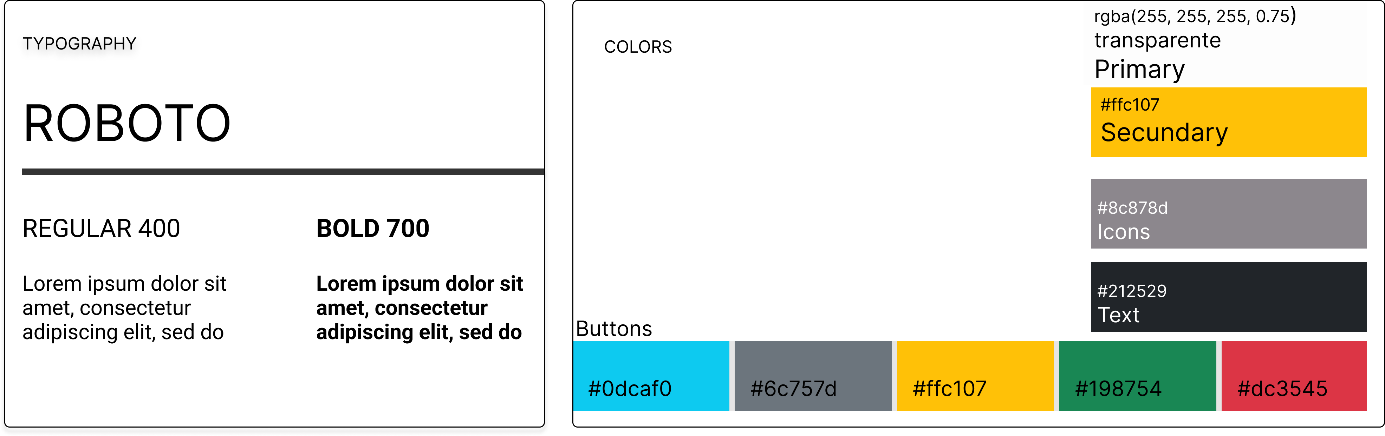 TYPOGRAPHY
ROBOTO
REGULAR 400
Lorem ipsum dolor sit
amet, consectetur
adipiscing elit, sed do
BOLD 700
Lorem ipsum dolor sit
amet, consectetur
adipiscing elit, sed do
COLORS
rgba(255, 255, 255, 0.75)
transparente
Primary
#ffc107
Secundary
#8c878d
Icons
#212529
Text
Buttons
#0dcaf0
#6c757d
#ffc107
#198754
#dc3545